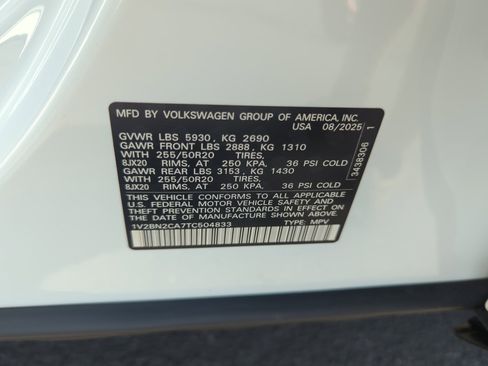 MFD BY VOLKSWAGEN GROUP OF AMERICA, INC.
USA 08/2025
GVWR LBS 5930, KG 2690
GAWR FRONT LBS 2888, KG 1310
WITH 255/50R20 TIRES,
8JX20 RIMS, AT 250 KPA. 36 PSI COLD
GAWR REAR LBS 3153, KG 1430
WITH 255/50R20 TIRES,
8JX20 RIMS, AT 250 KPA. 36 PSI COLD
THIS VEHICLE CONFORMS TO ALL APPLICABLE
U.S. FEDERAL MOTOR VEHICLE SAFETY AND
THEFT PREVENTION STANDARDS IN EFFECT ON THE
DATE OF MANUFACTURE SHOWN ABOVE
1V2BN2CA7TC504833 TYPE: MPV
3438306 1